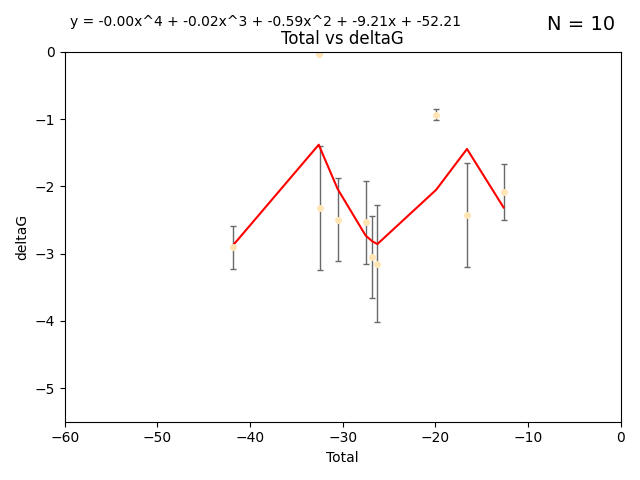 y = -0.00x^4 + -0.02x^3 + -0.59x^2 + -9.21x + -52.21
N = 10
Total vs deltaG
0
−1
−2
−3
−4
−5
deltaG
−60 −50 −40 −30 −20 −10 0
Total